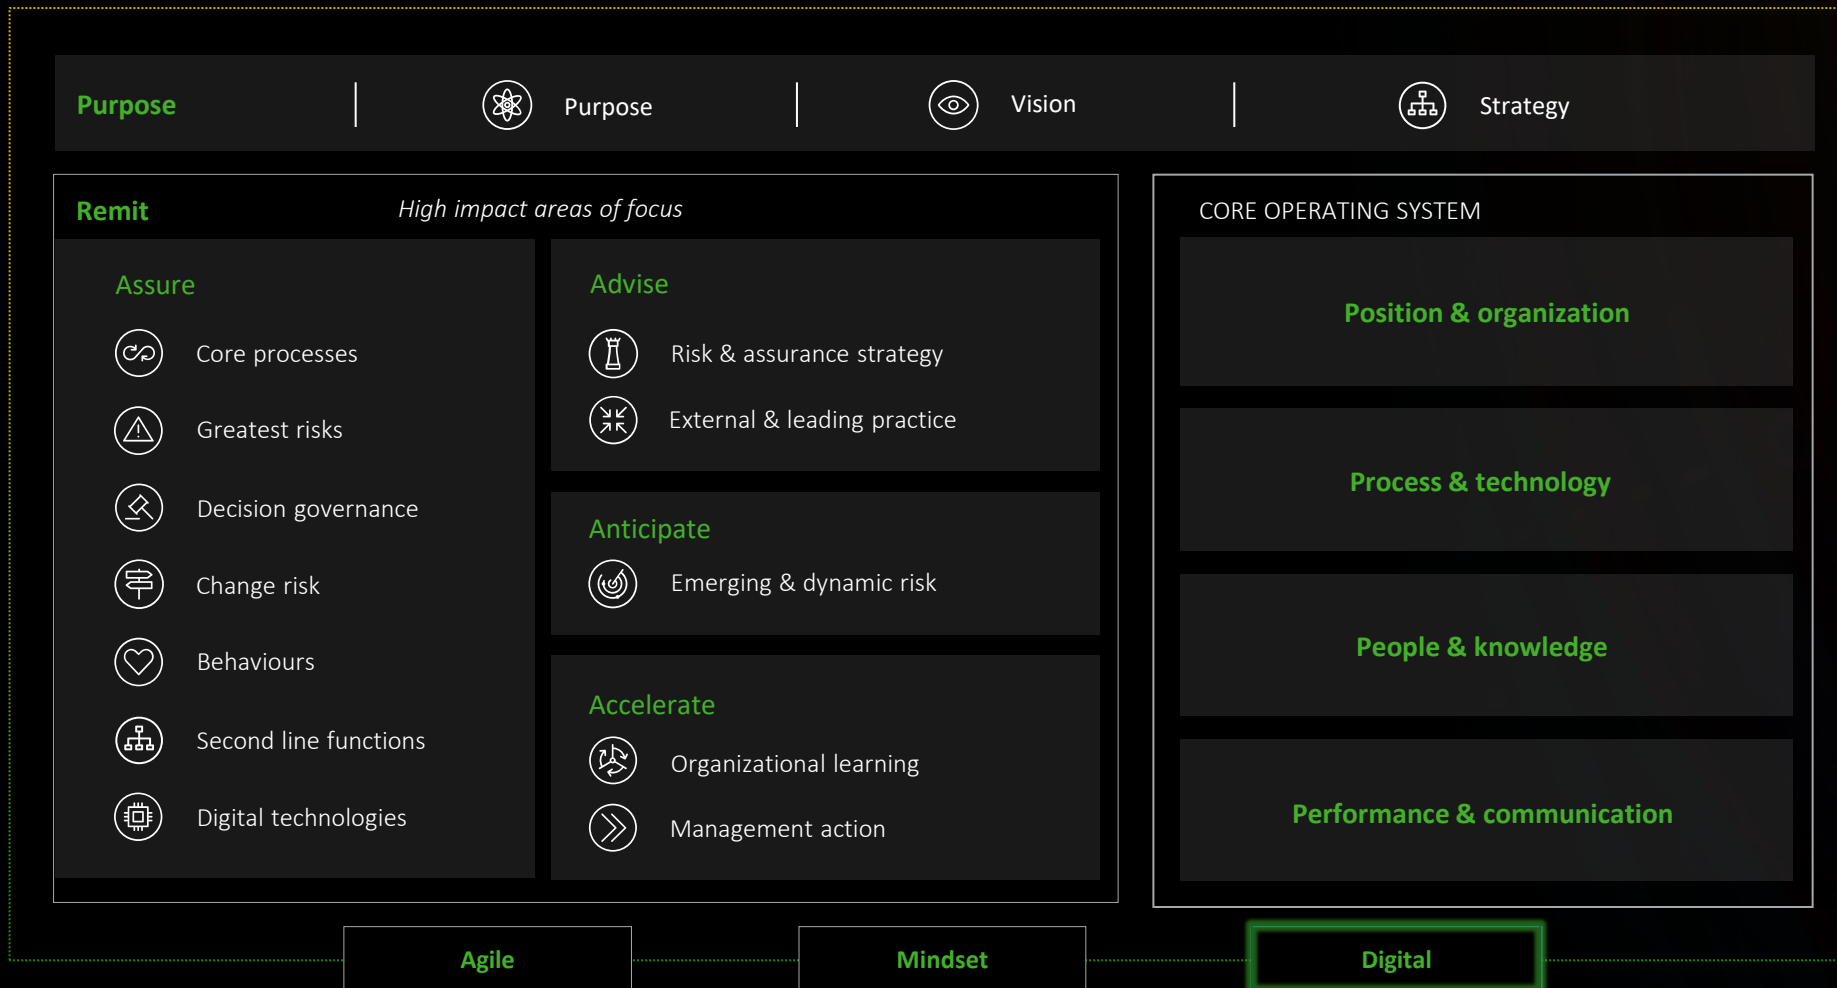 Purpose
Purpose
Vision
Strategy
Remit
High impact areas of focus
Assure
Core processes
Greatest risks
Decision governance
Change risk
Behaviours
Second line functions
Digital technologies
Advise
Risk & assurance strategy
External & leading practice
Anticipate
Emerging & dynamic risk
Accelerate
Organizational learning
Management action
CORE OPERATING SYSTEM
Position & organization
Process & technology
People & knowledge
Performance & communication
Agile
Mindset
Digital